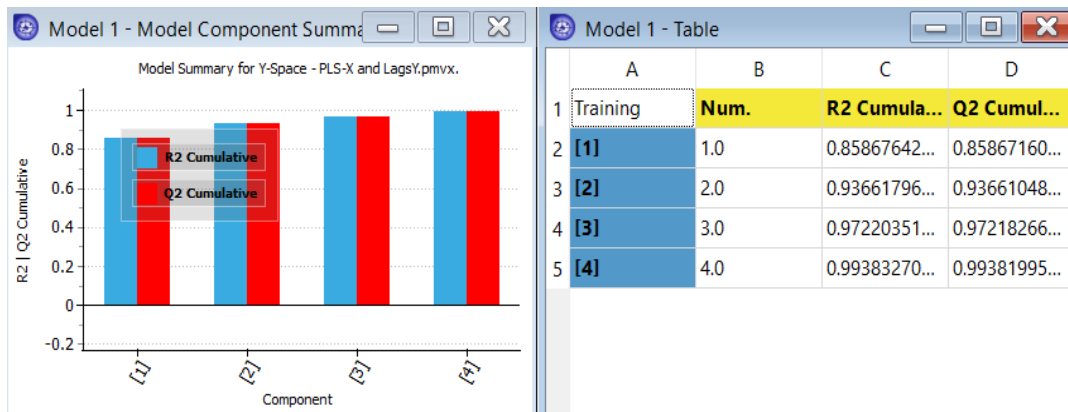 Model 1 - Model Component Summa
Model Summary for Y-Space - PLS-X and LagsY.pmvx.
R2 | Q2 Cumulative
1
0.8
0.6
0.4
0.2
0
-0.2
R2 Cumulative
Q2 Cumulative
[1] [2] [3] [4]
Component
Model 1 - Table
A B C D
1 Training Num. R2 Cumula... Q2 Cumul...
2 [1] 1.0 0.85867642... 0.85867160...
3 [2] 2.0 0.93661796... 0.93661048...
4 [3] 3.0 0.97220351... 0.97218266...
5 [4] 4.0 0.99383270... 0.99381995...